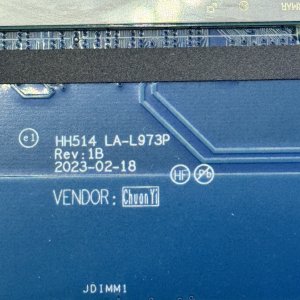 e1
HH514 LA-L973P
Rev:1B
2023-02-18
HF Pb
VENDOR: ChuanYi
JDIMM1